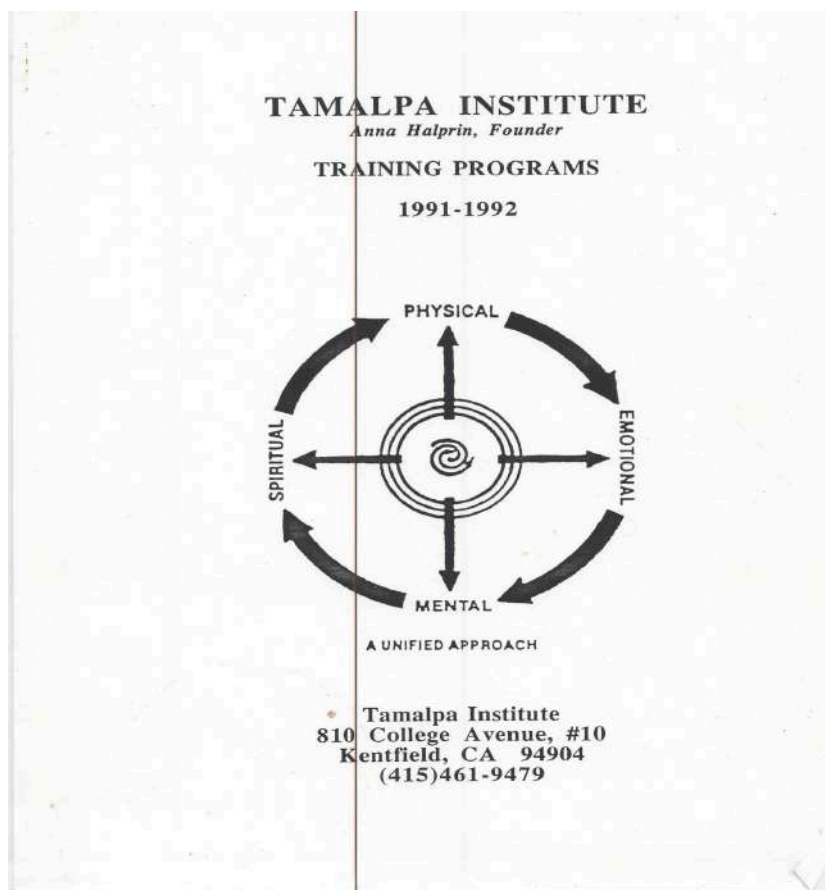 TAMALPA INSTITUTE
Anna Halprin, Founder
TRAINING PROGRAMS
1991-1992
PHYSICAL
SPIRITUAL
EMOTIONAL
MENTAL
A UNIFIED APPROACH
Tamalpa Institute
810 College Avenue, #10
Kentfield, CA 94904
(415)461-9479